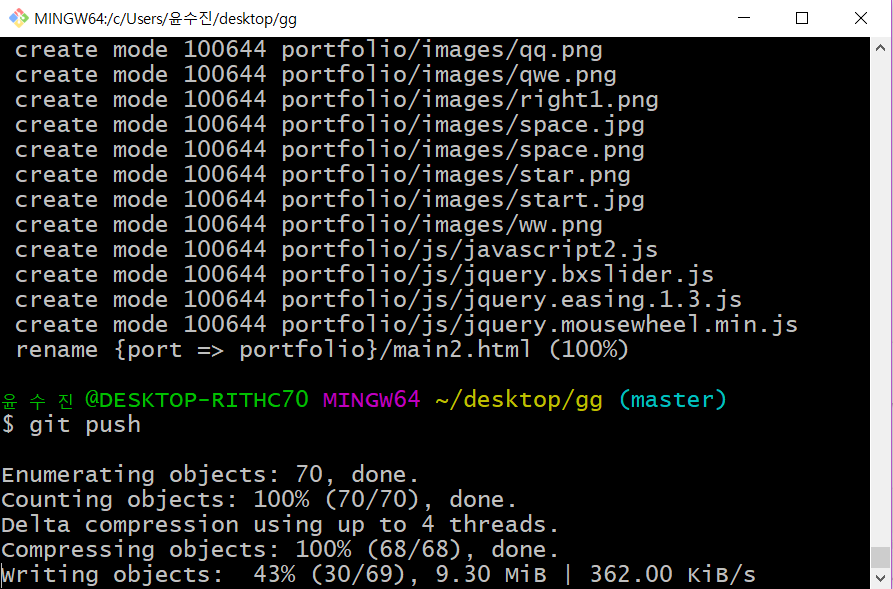 MINGW64:/c/Users/윤수진/desktop/gg
create mode 100644 portfolio/images/qq.png
create mode 100644 portfolio/images/qwe.png
create mode 100644 portfolio/images/right1.png
create mode 100644 portfolio/images/space.jpg
create mode 100644 portfolio/images/space.png
create mode 100644 portfolio/images/star.png
create mode 100644 portfolio/images/start.jpg
create mode 100644 portfolio/images/ww.png
create mode 100644 portfolio/js/javascript2.js
create mode 100644 portfolio/js/jquery.bxslider.js
create mode 100644 portfolio/js/jquery.easing.1.3.js
create mode 100644 portfolio/js/jquery.mousewheel.min.js
rename {port => portfolio}/main2.html (100%)
윤 수 진 @DESKTOP-RITHC70 MINGW64 ~/desktop/gg (master)
$ git push
Enumerating objects: 70, done.
Counting objects: 100% (70/70), done.
Delta compression using up to 4 threads.
Compressing objects: 100% (68/68), done.
Writing objects:  43% (30/69), 9.30 MiB | 362.00 KiB/s